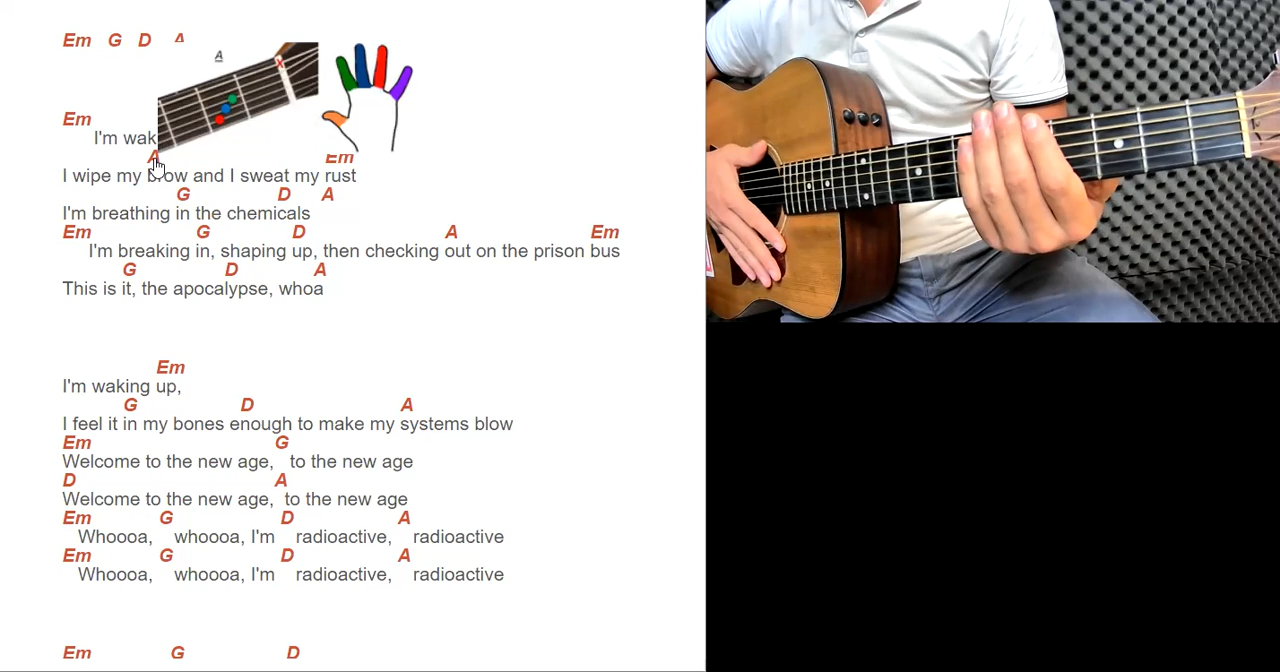 Em G D A
A
X
Em
I'm wak
A Em
I wipe my brow and I sweat my rust
G D A
I'm breathing in the chemicals
Em G D A Em
I'm breaking in, shaping up, then checking out on the prison bus
G D A
This is it, the apocalypse, whoa
Em
I'm waking up,
G D A
I feel it in my bones enough to make my systems blow
Em G
Welcome to the new age, to the new age
D A
Welcome to the new age, to the new age
Em G D A
Whoooa, whoooa, I'm radioactive, radioactive
Em G D A
Whoooa, whoooa, I'm radioactive, radioactive
Em G D